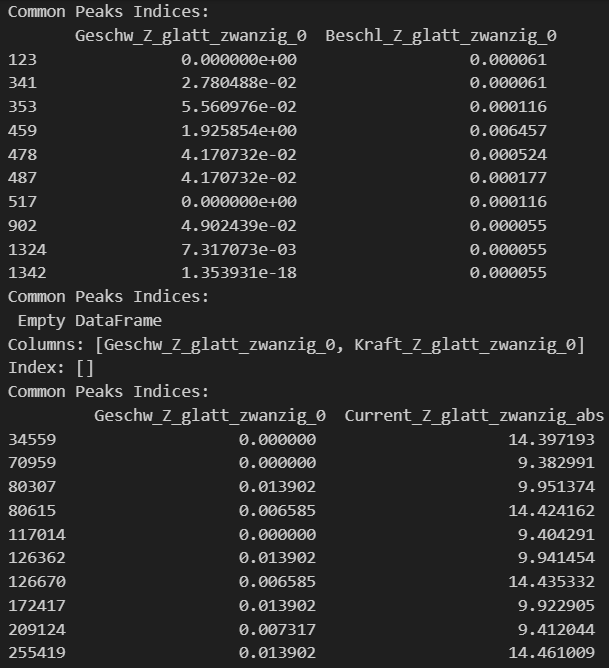 Common Peaks Indices:
Geschw_Z_glatt_zwanzig_0 Beschl_Z_glatt_zwanzig_0
123 0.000000e+00 0.000061
341 2.780488e-02 0.000061
353 5.560976e-02 0.000116
459 1.925854e+00 0.006457
478 4.170732e-02 0.000524
487 4.170732e-02 0.000177
517 0.000000e+00 0.000116
902 4.902439e-02 0.000055
1324 7.317073e-03 0.000055
1342 1.353931e-18 0.000055
Common Peaks Indices:
Empty DataFrame
Columns: [Geschw_Z_glatt_zwanzig_0, Kraft_Z_glatt_zwanzig_0]
Index: []
Common Peaks Indices:
Geschw_Z_glatt_zwanzig_0 Current_Z_glatt_zwanzig_abs
34559 0.000000 14.397193
70959 0.000000 9.382991
80307 0.013902 9.951374
80615 0.006585 14.424162
117014 0.000000 9.404291
126362 0.013902 9.941454
126670 0.006585 14.435332
172417 0.013902 9.922905
209124 0.007317 9.412044
255419 0.013902 14.461009